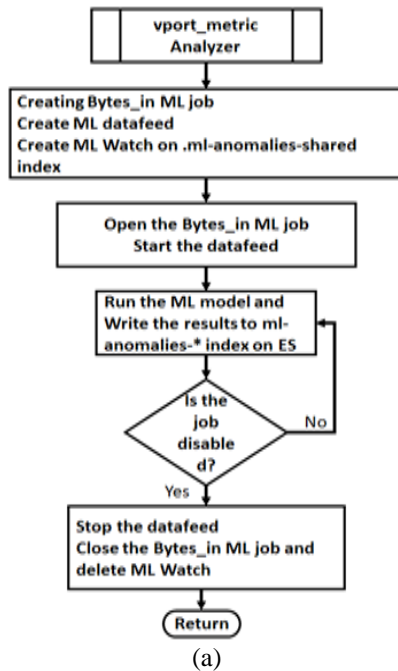 vport_metric
Analyzer
Creating Bytes_in ML job
Create ML datafeed
Create ML Watch on .ml-anomalies-shared
index
Open the Bytes_in ML job
Start the datafeed
Run the ML model and
Write the results to ml-
anomalies-* index on ES
Is the
job
disable
d?
No
Yes
Stop the datafeed
Close the Bytes_in ML job and
delete ML Watch
Return
(a)